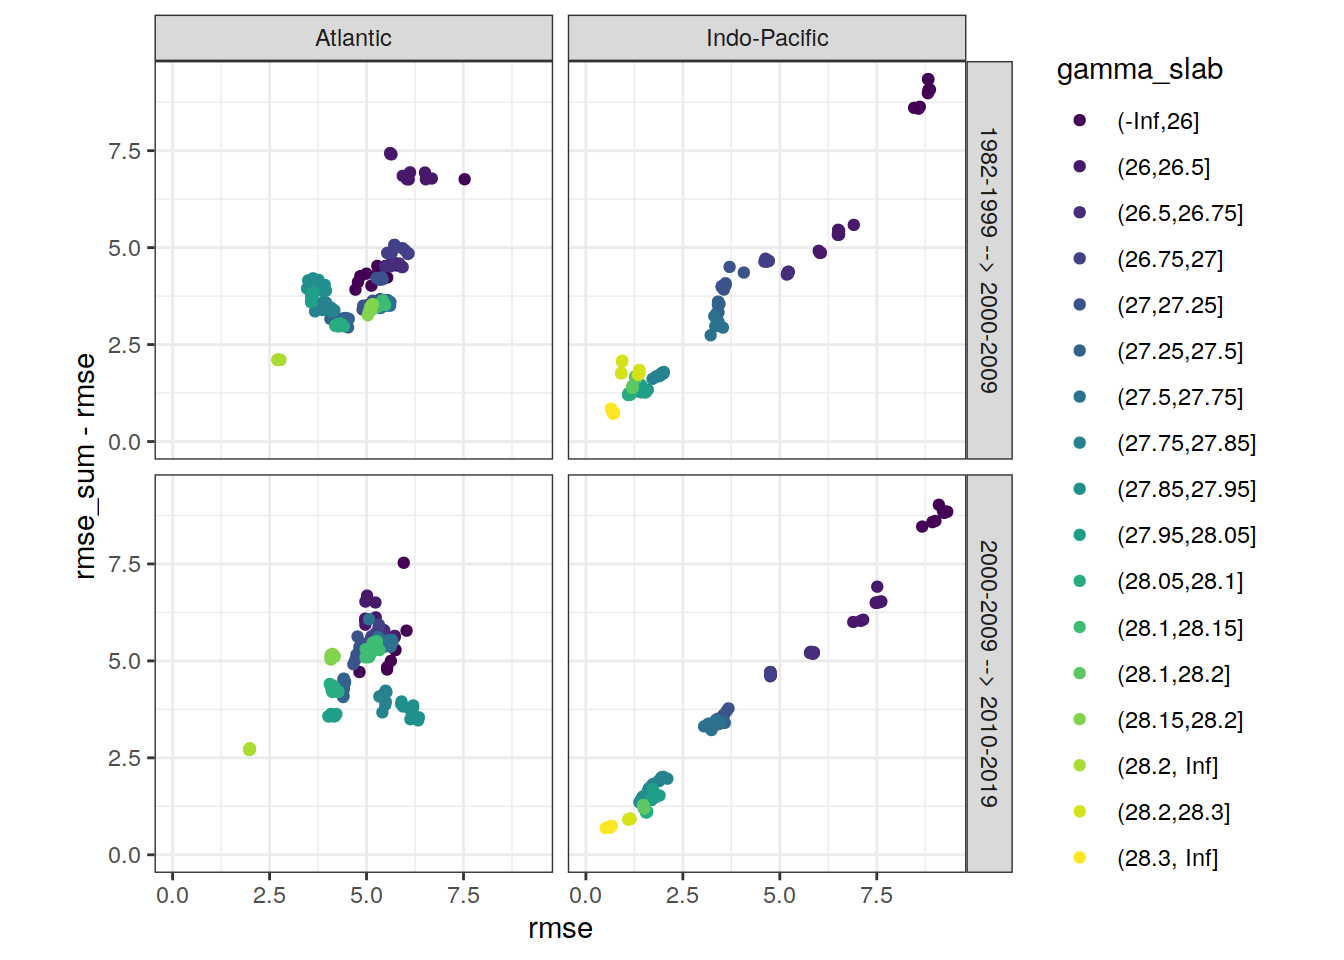 Atlantic
Indo-Pacific
1982-1999 --> 2000-2009
2000-2009 --> 2010-2019
rmse_sum - rmse
7.5
5.0
2.5
0.0
7.5
5.0
2.5
0.0
0.0 2.5 5.0 7.5
0.0 2.5 5.0 7.5
rmse
gamma_slab
(-Inf,26]
(26,26.5]
(26.5,26.75]
(26.75,27]
(27,27.25]
(27.25,27.5]
(27.5,27.75]
(27.75,27.85]
(27.85,27.95]
(27.95,28.05]
(28.05,28.1]
(28.1,28.15]
(28.1,28.2]
(28.15,28.2]
(28.2, Inf]
(28.2,28.3]
(28.3, Inf]